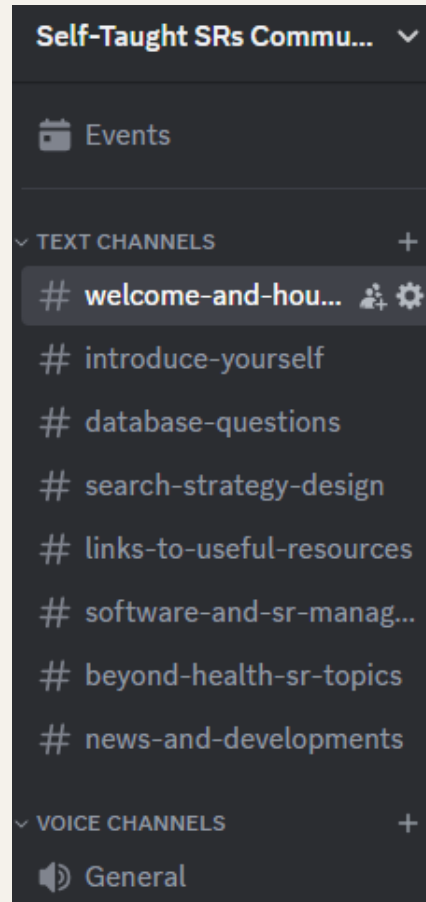 Self-Taught SRs Commu...
Events
TEXT CHANNELS
# welcome-and-hou...
# introduce-yourself
# database-questions
# search-strategy-design
# links-to-useful-resources
# software-and-sr-manag...
# beyond-health-sr-topics
# news-and-developments
VOICE CHANNELS
General